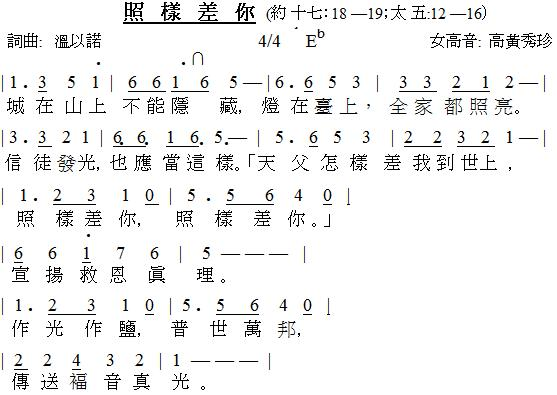 照 樣 差 你 (約十七：18 —19；太五:12 —16)
詞曲: 溫以諾 4/4 E♭ 女高音: 高黃秀珍
| 1 . 3 5 1 | 6 6 1 . 6 5 — | 6 . 6 5 3 | 3 3 2 1 2 — |
城 在 山 上 不 能 隱 藏, 燈 在 臺 上， 全 家 都 照 亮。
| 3 . 3 2 1 | 6 . 6 . 1 6 . 5 . — | 5 . 6 5 3 | 2 2 3 2 1 — |
信 徒 發 光, 也 應 當 這 樣。「天 父 怎 樣 差 我 到 世 上 ,
| 1 . 2 3 1 0 | 5 . 5 6 4 0 |
照 樣 差 你, 照 樣 差 你 。」
| 6 6 1 7 6 | 5 — — — |
宣 揚 救 恩 眞 理 。
| 1 . 2 3 1 0 | 5 . 5 6 4 0 |
作 光 作 鹽, 普 世 萬 邦,
| 2 2 4 3 2 | 1 — — — |
傳 送 福 音 真 光 。